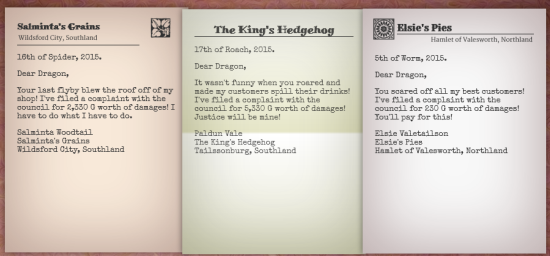 Salminta's Grains
Wildsford City, Southland
16th of Spider, 2015.
Dear Dragon,
Your last flyby blew the roof off of my
shop! I've filed a complaint with the
council for 2,330 G worth of damages! I
have to do what I have to do.
Salminta Woodtail
Salminta's Grains
Wildsford City, Southland
The King's Hedgehog
17th of Roach, 2015.
Dear Dragon,
It wasn't funny when you roared and
made my customers spill their drinks!
I've filed a complaint with the
council for 5,330 G worth of damages!
Justice will be mine!
Paldun Vale
The King's Hedgehog
Tailssonburg, Southland
Elsie's Pies
Hamlet of Valesworth, Northland
5th of Worm, 2015.
Dear Dragon,
You scared off all my best customers!
I've filed a complaint with the
council for 230 G worth of damages!
You'll pay for this!
Elsie Valetailson
Elsie's Pies
Hamlet of Valesworth, Northland